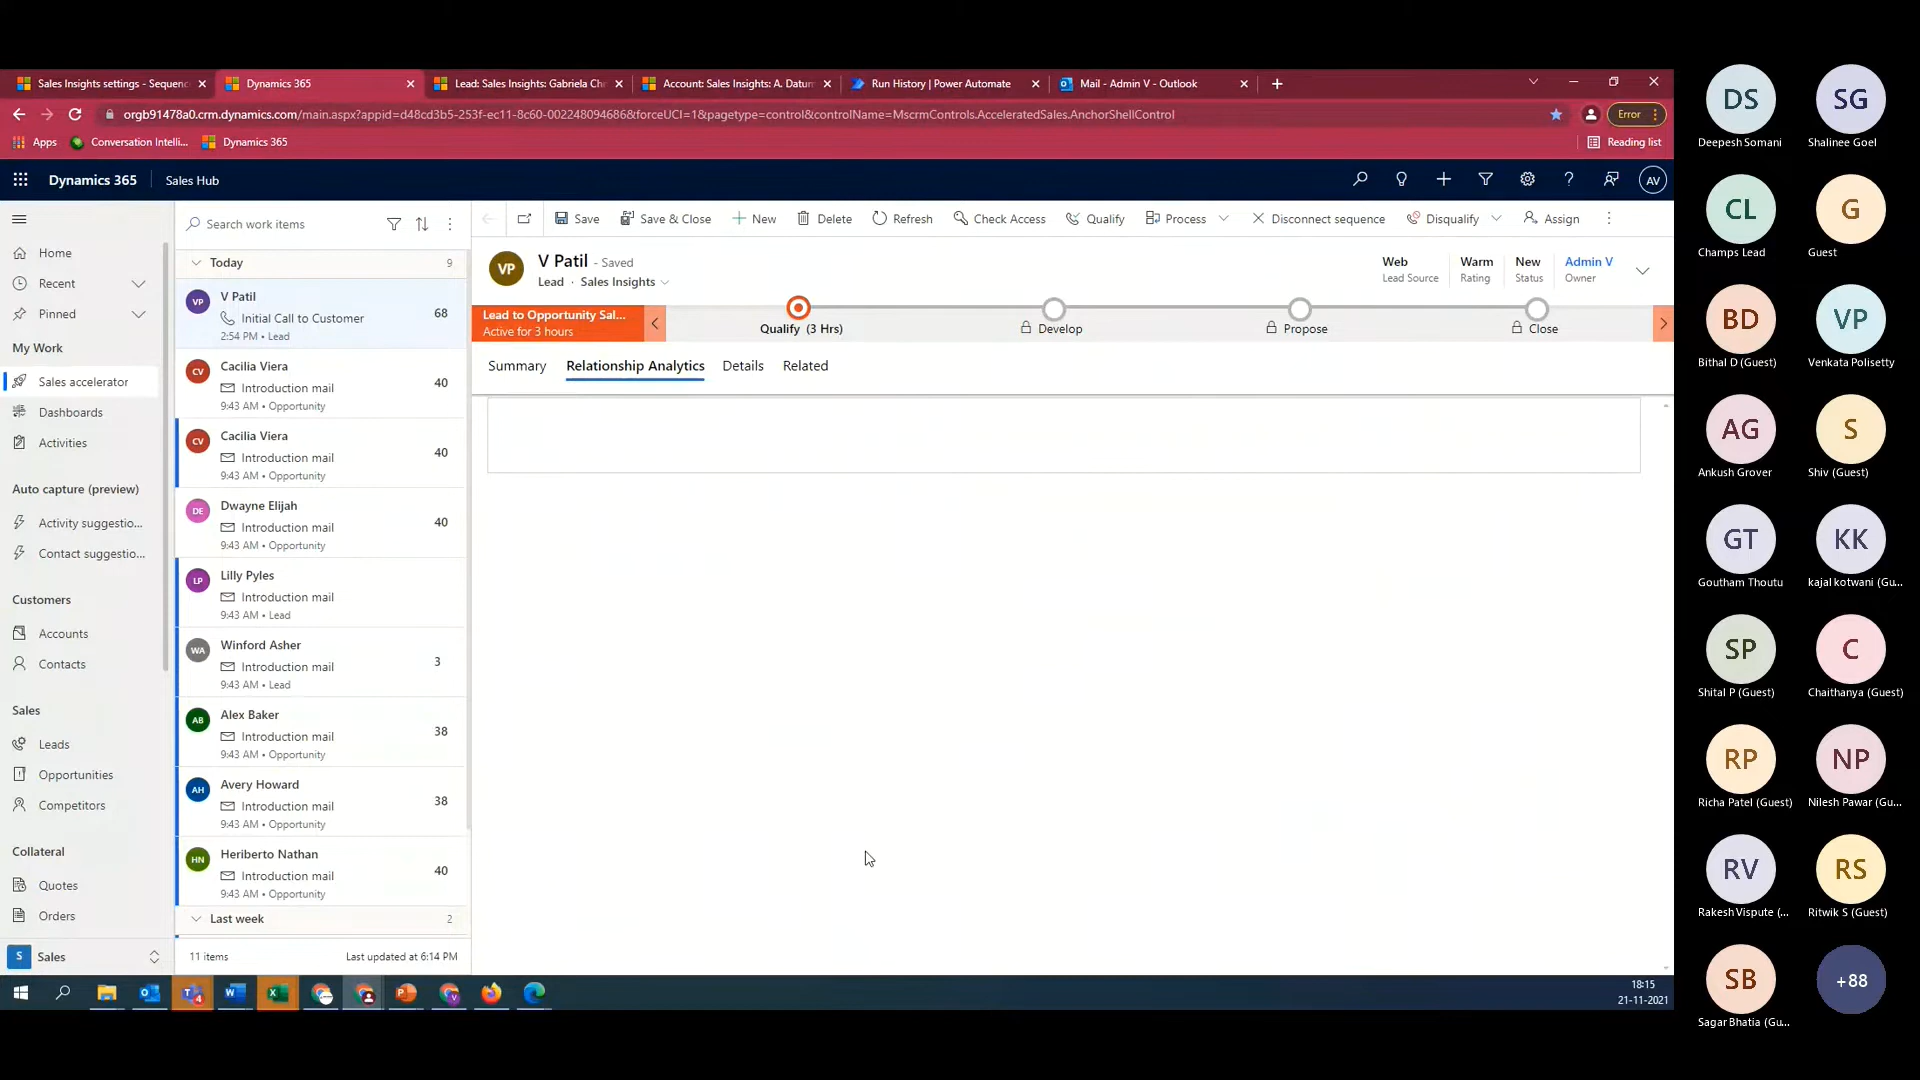 Sales Insights settings - Sequenc
Dynamics 365
Lead: Sales Insights: Gabriela Chr
Account: Sales Insights: A. Datum
Run History | Power Automate
Mail - Admin V - Outlook
orgb91478a0.crm.dynamics.com/main.aspx?appid=d48cd3b5-253f-ec11-8c60-002248094686&forceUCI=1&pagetype=control&controlName=MscrmControls.AcceleratedSales.AnchorShellControl
Error
Apps
Conversation Intelli...
Dynamics 365
Reading list
Dynamics 365
Sales Hub
AV
Home
Recent
Pinned
My Work
Sales accelerator
Dashboards
Activities
Auto capture (preview)
Activity suggestio...
Contact suggestio...
Customers
Accounts
Contacts
Sales
Leads
Opportunities
Competitors
Collateral
Quotes
Orders
S Sales
Search work items
Today 9
VP V Patil
Initial Call to Customer 68
2:54 PM • Lead
CV Cacilia Viera
Introduction mail 40
9:43 AM • Opportunity
CV Cacilia Viera
Introduction mail 40
9:43 AM • Opportunity
DE Dwayne Elijah
Introduction mail 40
9:43 AM • Opportunity
LP Lilly Pyles
Introduction mail
9:43 AM • Lead
WA Winford Asher
Introduction mail 3
9:43 AM • Lead
AB Alex Baker
Introduction mail 38
9:43 AM • Opportunity
AH Avery Howard
Introduction mail 38
9:43 AM • Opportunity
HN Heriberto Nathan
Introduction mail 40
9:43 AM • Opportunity
Last week 2
11 items Last updated at 6:14 PM
Save
Save & Close
New
Delete
Refresh
Check Access
Qualify
Process
Disconnect sequence
Disqualify
Assign
VP
V Patil - Saved
Lead · Sales Insights
Web
Lead Source
Warm
Rating
New
Status
Admin V
Owner
Lead to Opportunity Sal...
Active for 3 hours
Qualify (3 Hrs)
Develop
Propose
Close
Summary
Relationship Analytics
Details
Related
18:15
21-11-2021
DS
Deepesh Somani
SG
Shalinee Goel
CL
Champs Lead
G
Guest
BD
Bithal D (Guest)
VP
Venkata Polisetty
AG
Ankush Grover
S
Shiv (Guest)
GT
Goutham Thoutu
KK
kajal kotwani (Gu...
SP
Shital P (Guest)
C
Chaithanya (Guest)
RP
Richa Patel (Guest)
NP
Nilesh Pawar (Gu...
RV
Rakesh Vispute (...
RS
Ritwik S (Guest)
SB
Sagar Bhatia (Gu...
+88